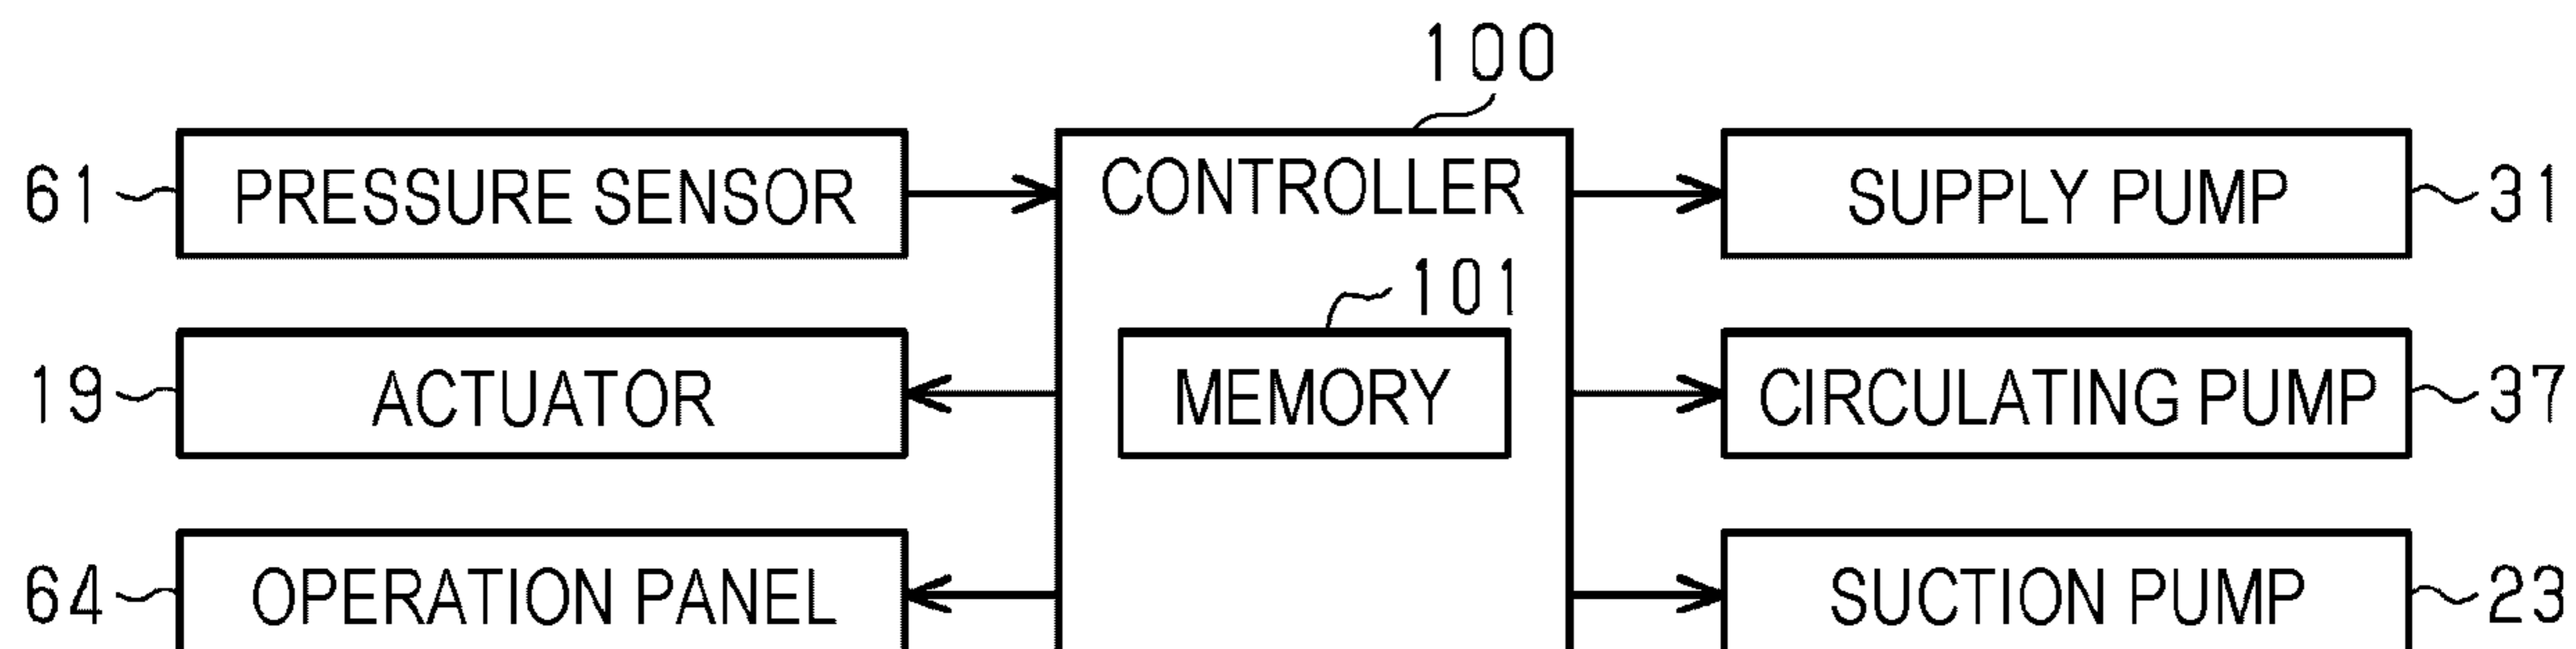 100
61 PRESSURE SENSOR CONTROLLER SUPPLY PUMP 31
101
19 ACTUATOR MEMORY CIRCULATING PUMP 37
64 OPERATION PANEL SUCTION PUMP 23